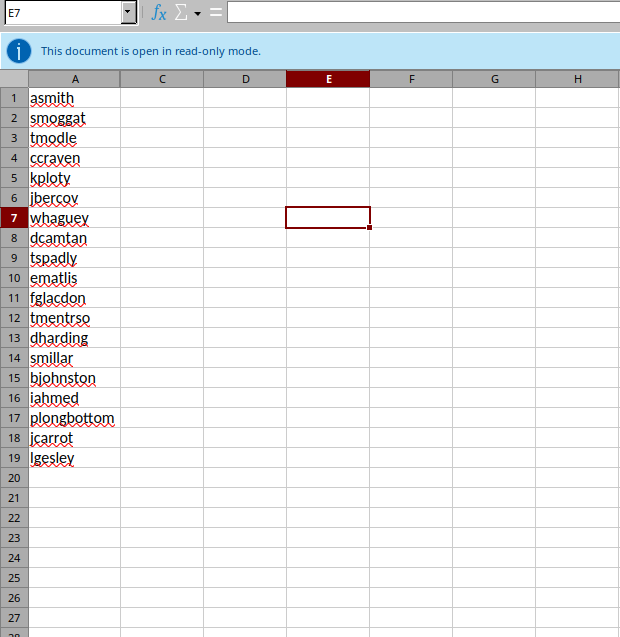 E7
This document is open in read-only mode.
A C D E F G H
1 asmith
2 smoggat
3 tmodle
4 ccraven
5 kploty
6 jbercov
7 whaguey
8 dcamtan
9 tspadly
10 ematlis
11 fglacdon
12 tmentrso
13 dharding
14 smillar
15 bjohnston
16 iahmed
17 plongbottom
18 jcarrot
19 lgesley
20
21
22
23
24
25
26
27
28